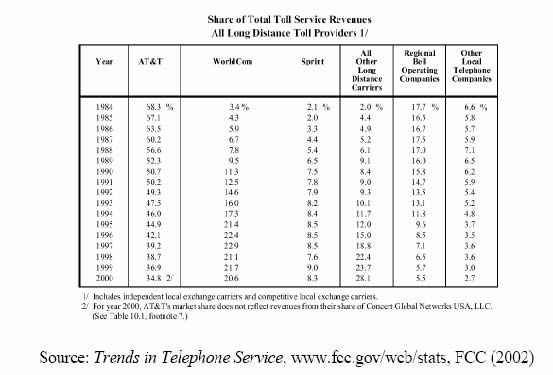 Share of Total Toll Service Revenues
All Long Distance Toll Providers 1/
Year AT&T WorldCom Sprint All Other Long Distance Carriers Regional Bell Operating Companies Other Local Telephone Companies
1984 68.3 % 3.4 % 2.1 % 2.0 % 17.7 % 6.6 %
1985 67.1 4.3 2.0 4.4 16.5 5.8
1986 63.5 5.9 3.3 4.9 16.7 5.7
1987 60.2 6.7 4.4 5.2 17.5 5.9
1988 56.6 7.8 5.4 6.1 17.0 7.1
1989 52.3 9.5 6.5 9.1 16.0 6.5
1990 50.7 11.3 7.5 8.4 15.8 6.2
1991 50.2 12.5 7.8 9.0 14.7 5.9
1992 49.3 14.6 7.9 9.3 13.5 5.4
1993 47.5 16.0 8.2 10.1 13.1 5.2
1994 46.0 17.3 8.4 11.7 11.8 4.8
1995 44.9 21.4 8.5 12.0 9.5 3.7
1996 42.1 22.4 8.5 15.0 8.5 3.5
1997 39.2 22.9 8.5 18.8 7.1 3.6
1998 38.7 21.1 7.6 22.4 6.5 3.6
1999 36.9 21.7 9.0 23.7 5.7 3.0
2000 34.8 2/ 20.6 8.3 28.1 5.5 2.7
1/ Includes independent local exchange carriers and competitive local exchange carriers.
2/ For year 2000, AT&T's market share does not reflect revenues from their share of Concert Global Networks USA, LLC.
(See Table 10.1, footnote 7.)
Source: Trends in Telephone Service, www.fcc.gov/wcb/stats, FCC (2002)